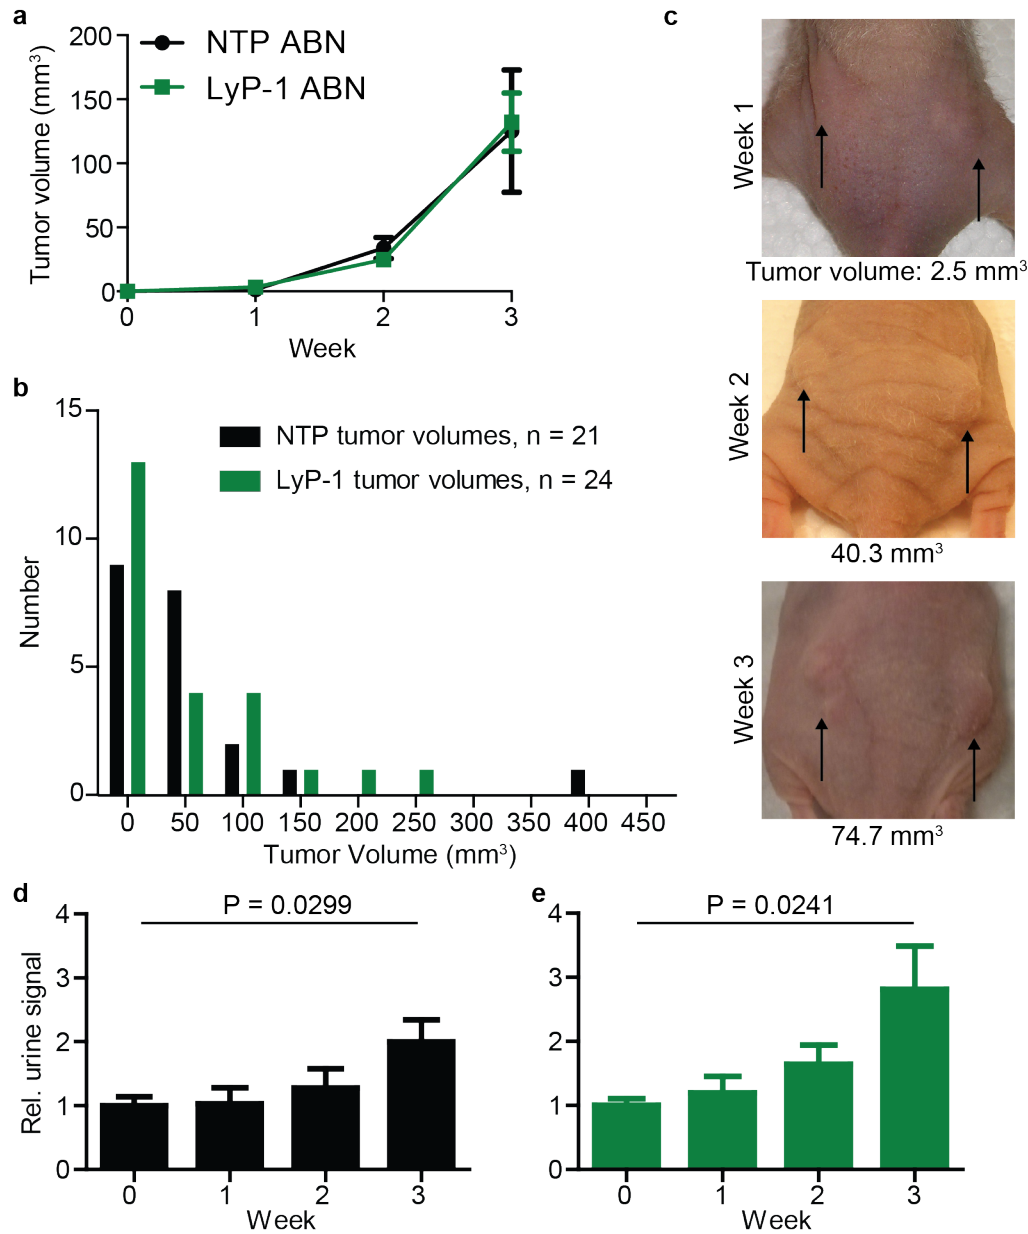 a
200
150
100
50
0
Tumor volume (mm³)
NTP ABN
LyP-1 ABN
0 1 2 3
Week
b
15
10
5
0
Number
NTP tumor volumes, n = 21
LyP-1 tumor volumes, n = 24
0 50 100 150 200 250 300 350 400 450
Tumor Volume (mm³)
c
Week 1
Tumor volume: 2.5 mm³
Week 2
40.3 mm³
Week 3
74.7 mm³
d
P = 0.0299
4
3
2
1
0
Rel. urine signal
0 1 2 3
Week
e
P = 0.0241
4
3
2
1
0
0 1 2 3
Week